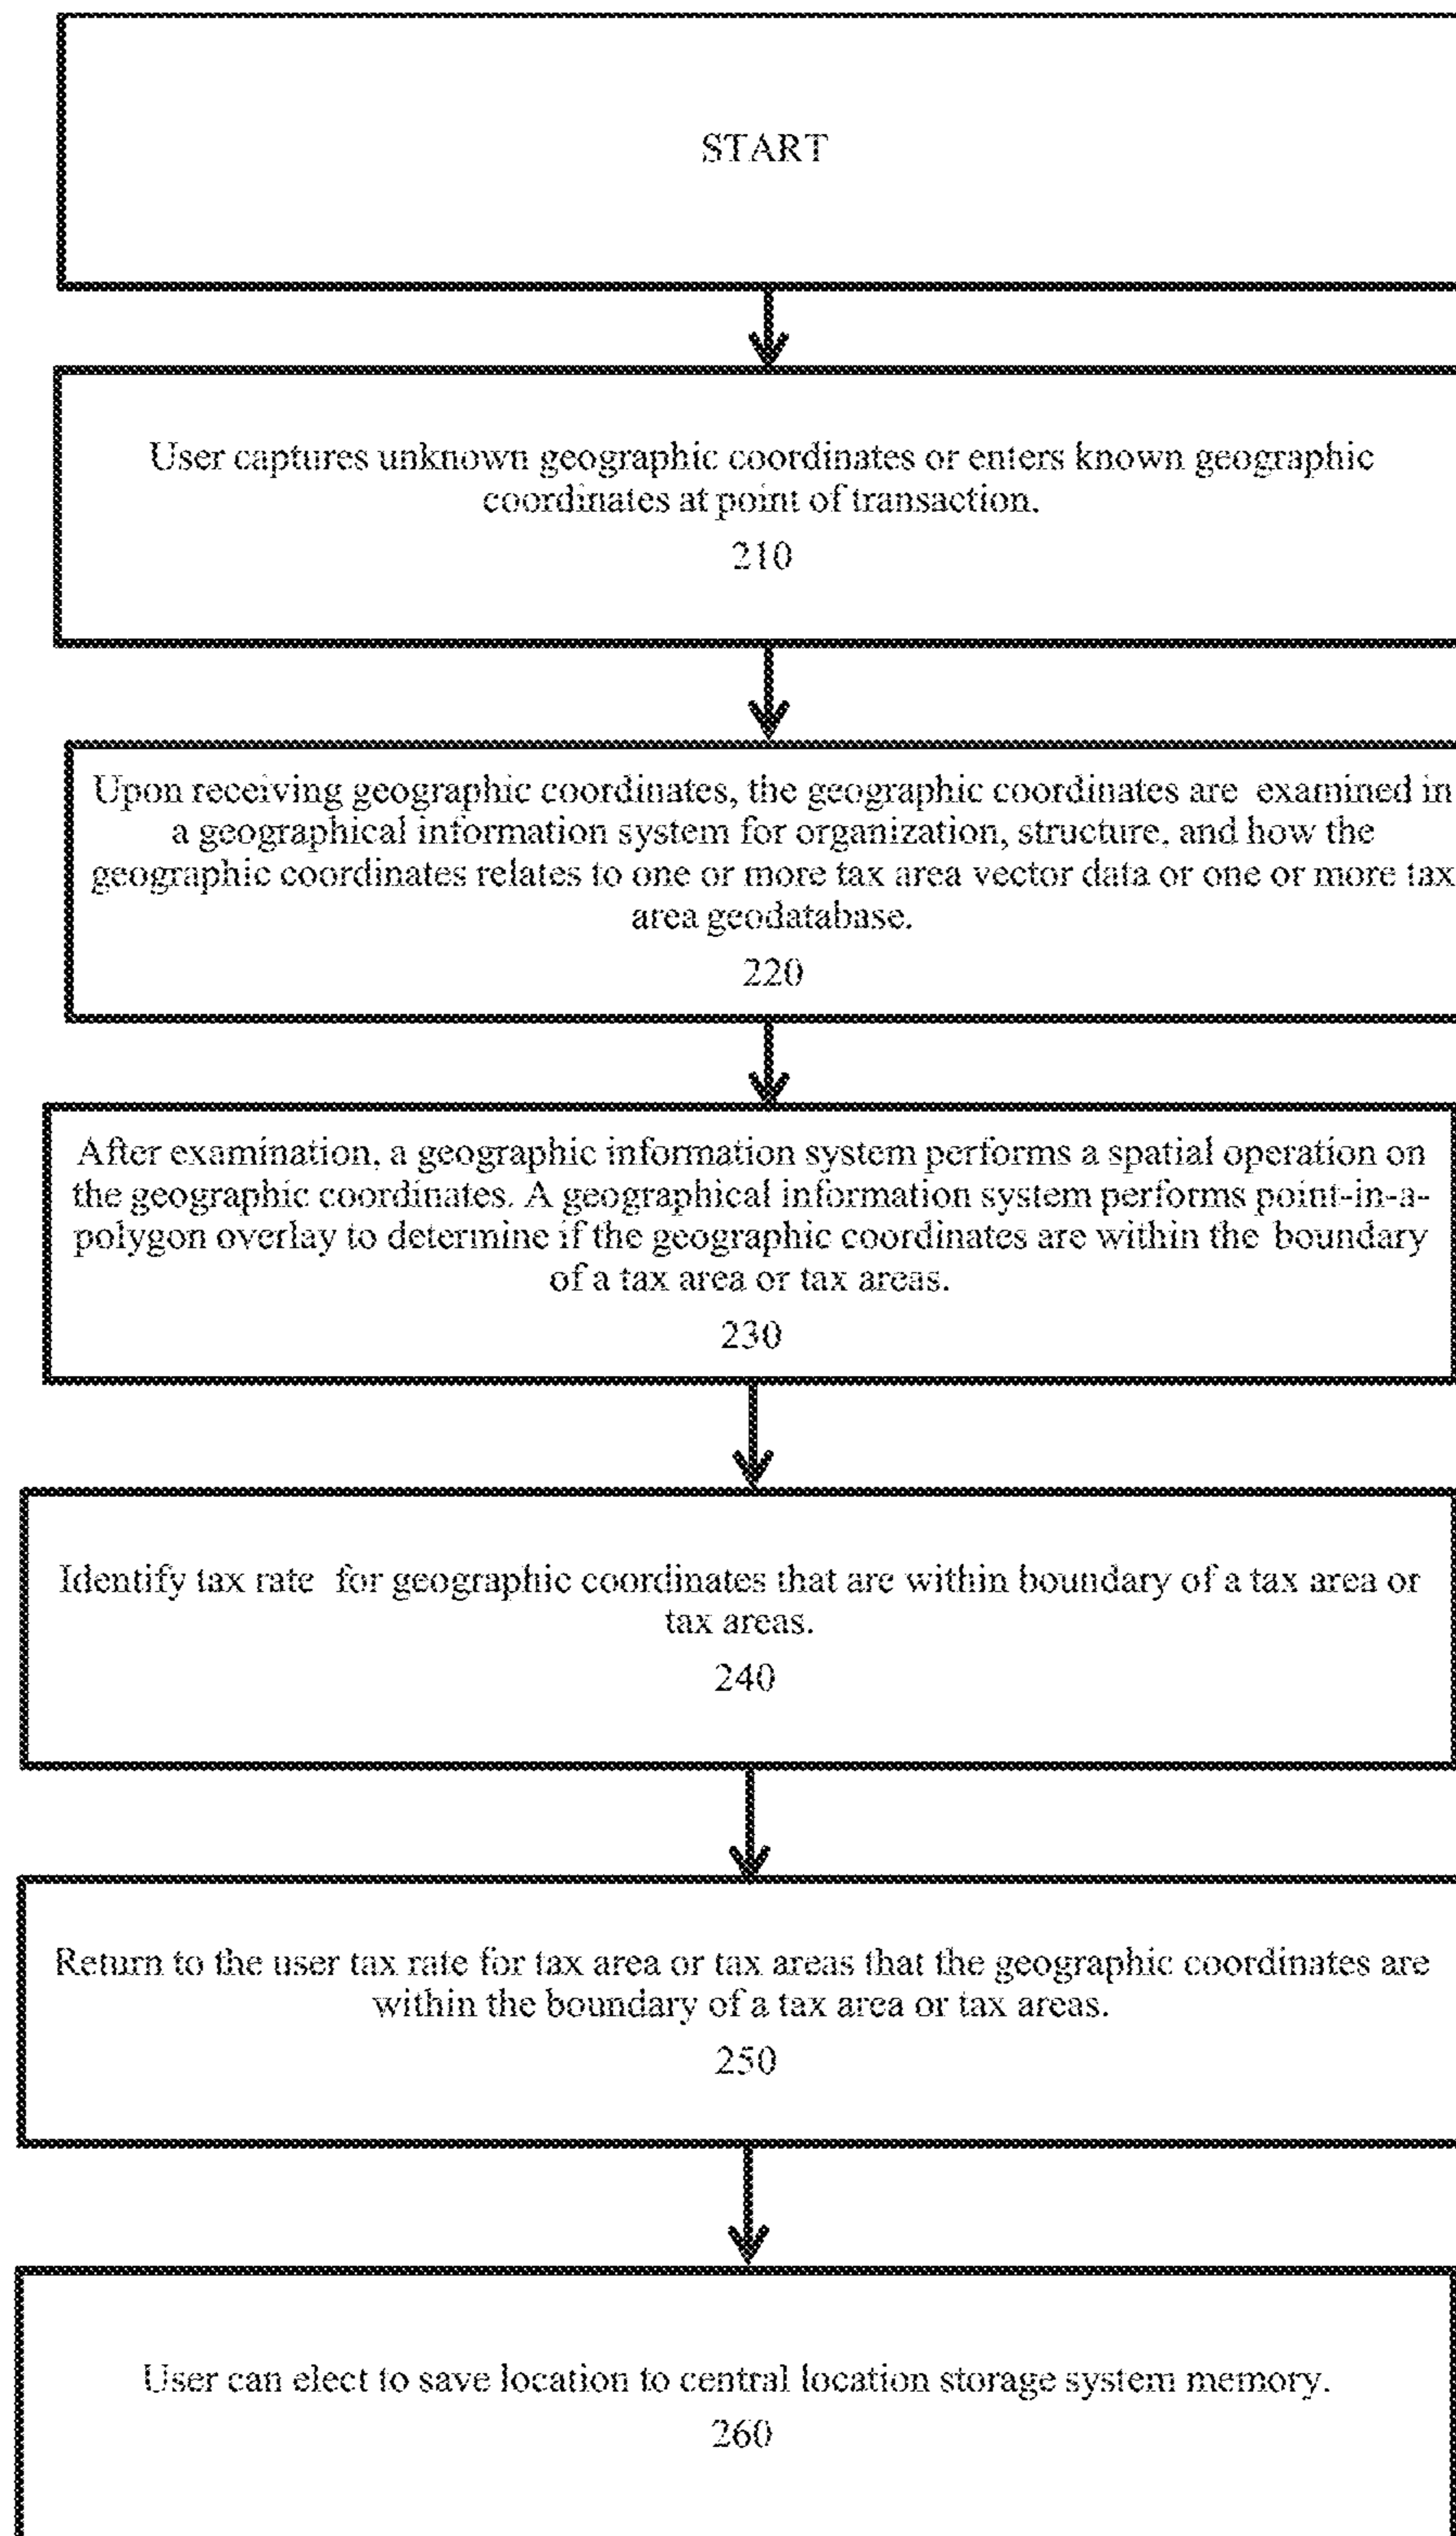 START
User captures unknown geographic coordinates or enters known geographic
coordinates at point of transaction.
210
Upon receiving geographic coordinates, the geographic coordinates are examined in
a geographical information system for organization, structure, and how the
geographic coordinates relates to one or more tax area vector data or one or more tax
area geodatabase.
220
After examination, a geographic information system performs a spatial operation on
the geographic coordinates. A geographical information system performs point-in-a-
polygon overlay to determine if the geographic coordinates are within the boundary
of a tax area or tax areas.
230
Identify tax rate for geographic coordinates that are within boundary of a tax area or
tax areas.
240
Return to the user tax rate for tax area or tax areas that the geographic coordinates are
within the boundary of a tax area or tax areas.
250
User can elect to save location to central location storage system memory.
260